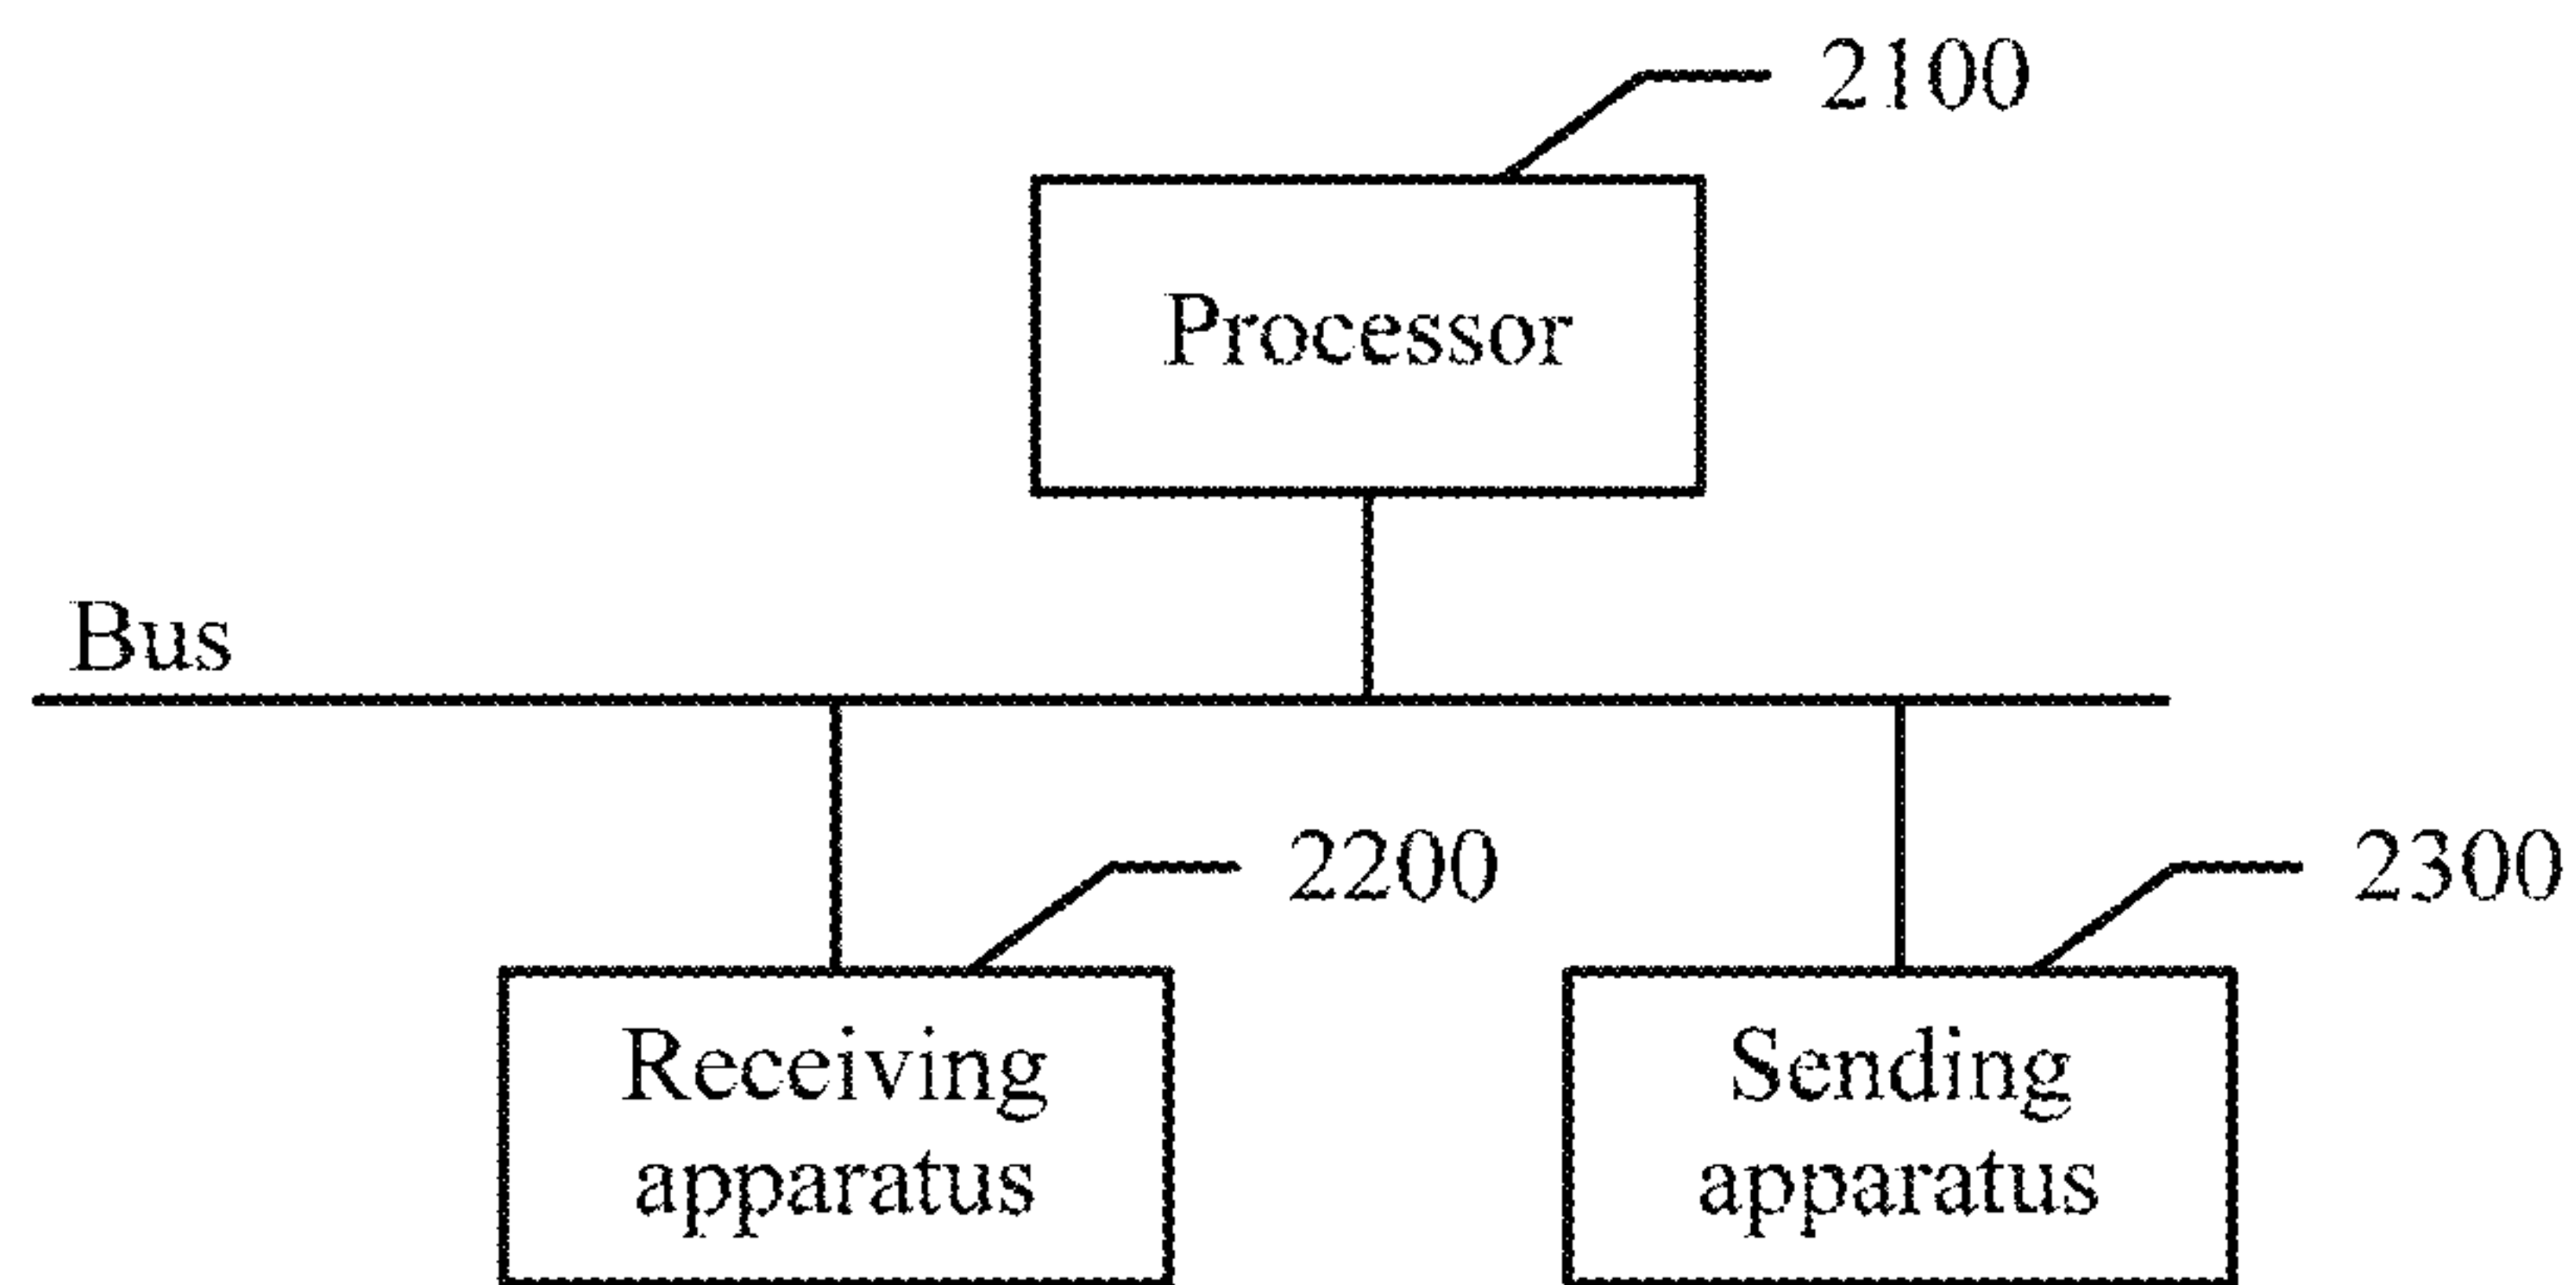 2100
Processor
Bus
2200
2300
Receiving
apparatus
Sending
apparatus